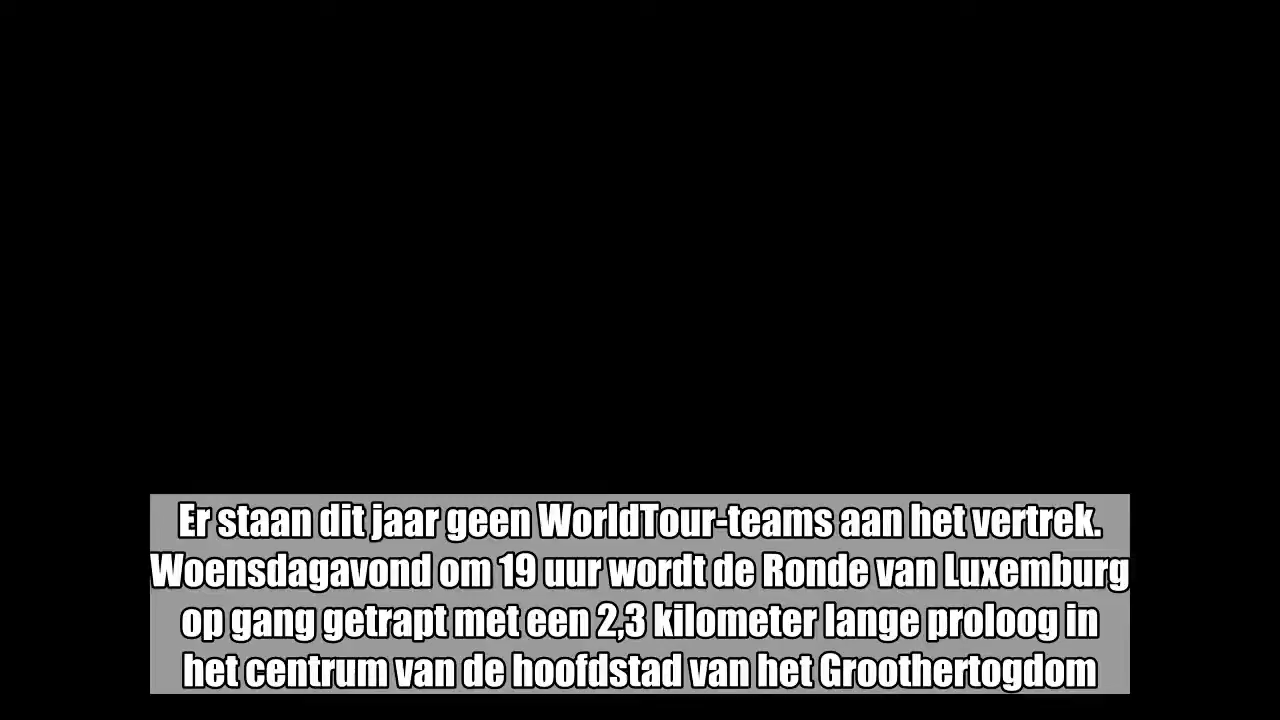 Er staan dit jaar geen WorldTour-teams aan het vertrek.
Woensdagavond om 19 uur wordt de Ronde van Luxemburg
op gang getrapt met een 2,3 kilometer lange proloog in
het centrum van de hoofdstad van het Groothertogdom